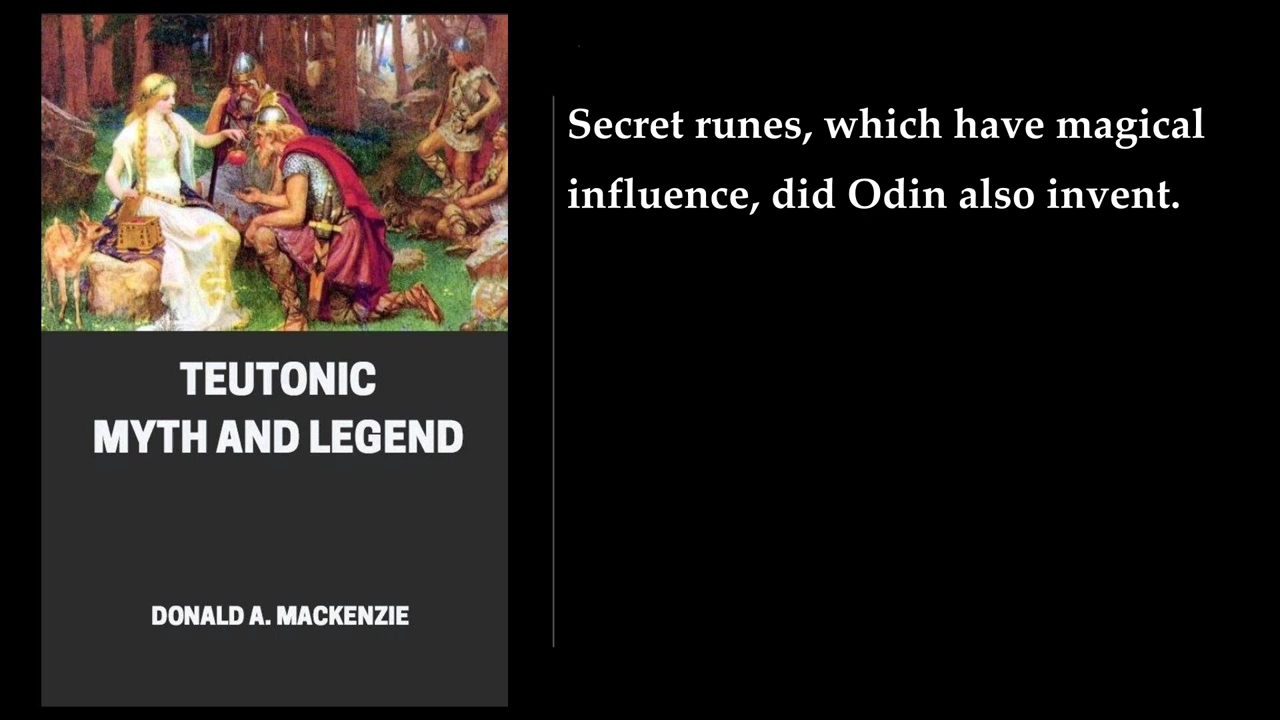 TEUTONIC
MYTH AND LEGEND
DONALD A. MACKENZIE
Secret runes, which have magical
influence, did Odin also invent.